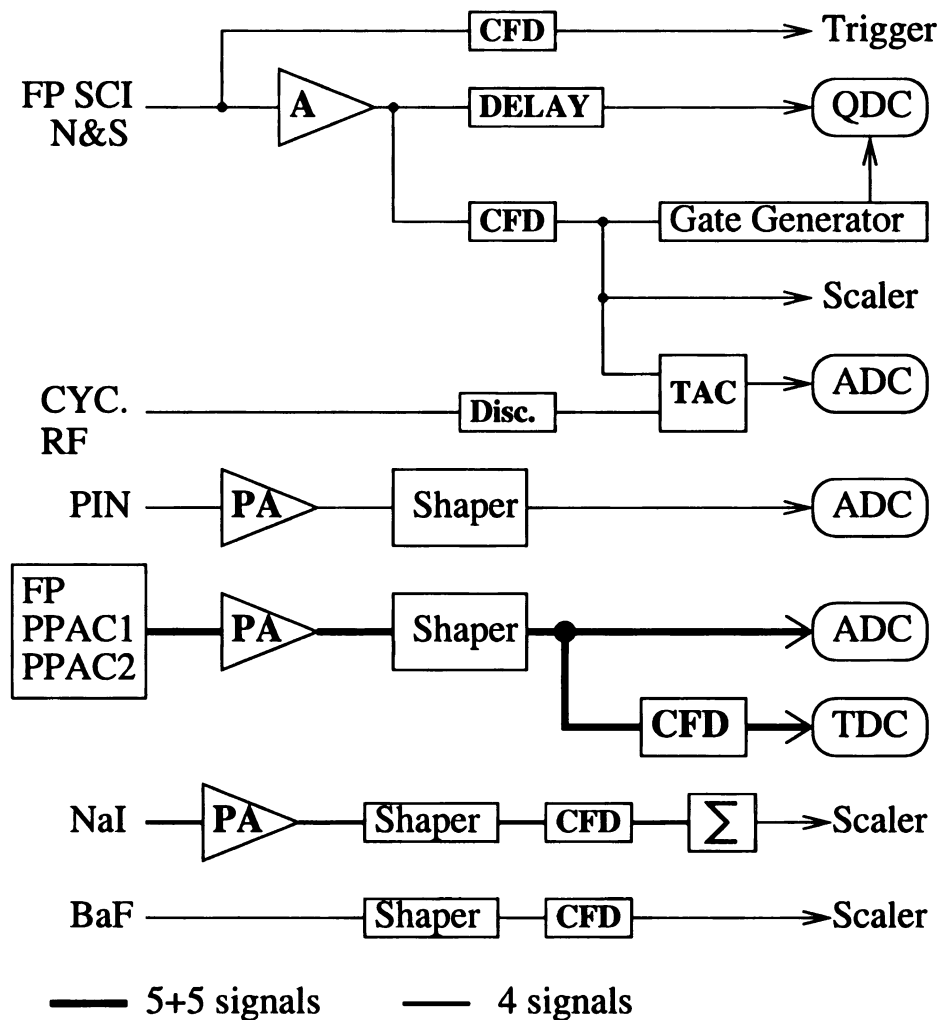 CFD
Trigger
FP SCI
N&S
A
DELAY
QDC
CFD
Gate Generator
Scaler
CYC.
RF
Disc.
TAC
ADC
PIN
PA
Shaper
ADC
FP
PPAC1
PPAC2
PA
Shaper
ADC
CFD
TDC
NaI
PA
Shaper
CFD
Σ
Scaler
BaF
Shaper
CFD
Scaler
5+5 signals
4 signals